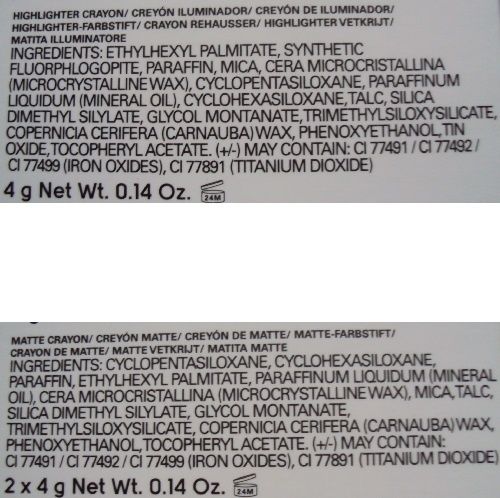 HIGHLIGHTER CRAYON/ CREYÓN ILUMINADOR/ CREYÓN DE ILUMINADOR/
HIGHLIGHTER-FARBSTIFT/ CRAYON REHAUSSER/ HIGHLIGHTER VETKRIJT/
MATITA ILLUMINATORE
INGREDIENTS: ETHYLHEXYL PALMITATE, SYNTHETIC
FLUORPHLOGOPITE, PARAFFIN, MICA, CERA MICROCRISTALLINA
(MICROCRYSTALLINE WAX), CYCLOPENTASILOXANE, PARAFFINUM
LIQUIDUM (MINERAL OIL), CYCLOHEXASILOXANE, TALC, SILICA
DIMETHYL SILYLATE, GLYCOL MONTANATE, TRIMETHYLSILOXYSILICATE,
COPERNICIA CERIFERA (CARNAUBA) WAX, PHENOXYETHANOL, TIN
OXIDE, TOCOPHERYL ACETATE. (+/-) MAY CONTAIN: CI 77491 / CI 77492 /
CI 77499 (IRON OXIDES), CI 77891 (TITANIUM DIOXIDE)
4 g Net Wt. 0.14 Oz. 24M
MATTE CRAYON/ CREYÓN MATTE/ CREYÓN DE MATTE/ MATTE-FARBSTIFT/
CRAYON DE MATTE/ MATTE VETKRIJT/ MATITA MATTE
INGREDIENTS: CYCLOPENTASILOXANE, CYCLOHEXASILOXANE,
PARAFFIN, ETHYLHEXYL PALMITATE, PARAFFINUM LIQUIDUM (MINERAL
OIL), CERA MICROCRISTALLINA (MICROCRYSTALLINE WAX), MICA, TALC,
SILICA DIMETHYL SILYLATE, GLYCOL MONTANATE,
TRIMETHYLSILOXYSILICATE, COPERNICIA CERIFERA (CARNAUBA) WAX,
PHENOXYETHANOL, TOCOPHERYL ACETATE. (+/-) MAY CONTAIN:
CI 77491 / CI 77492 / CI 77499 (IRON OXIDES), CI 77891 (TITANIUM DIOXIDE)
2 x 4 g Net Wt. 0.14 Oz. 24M